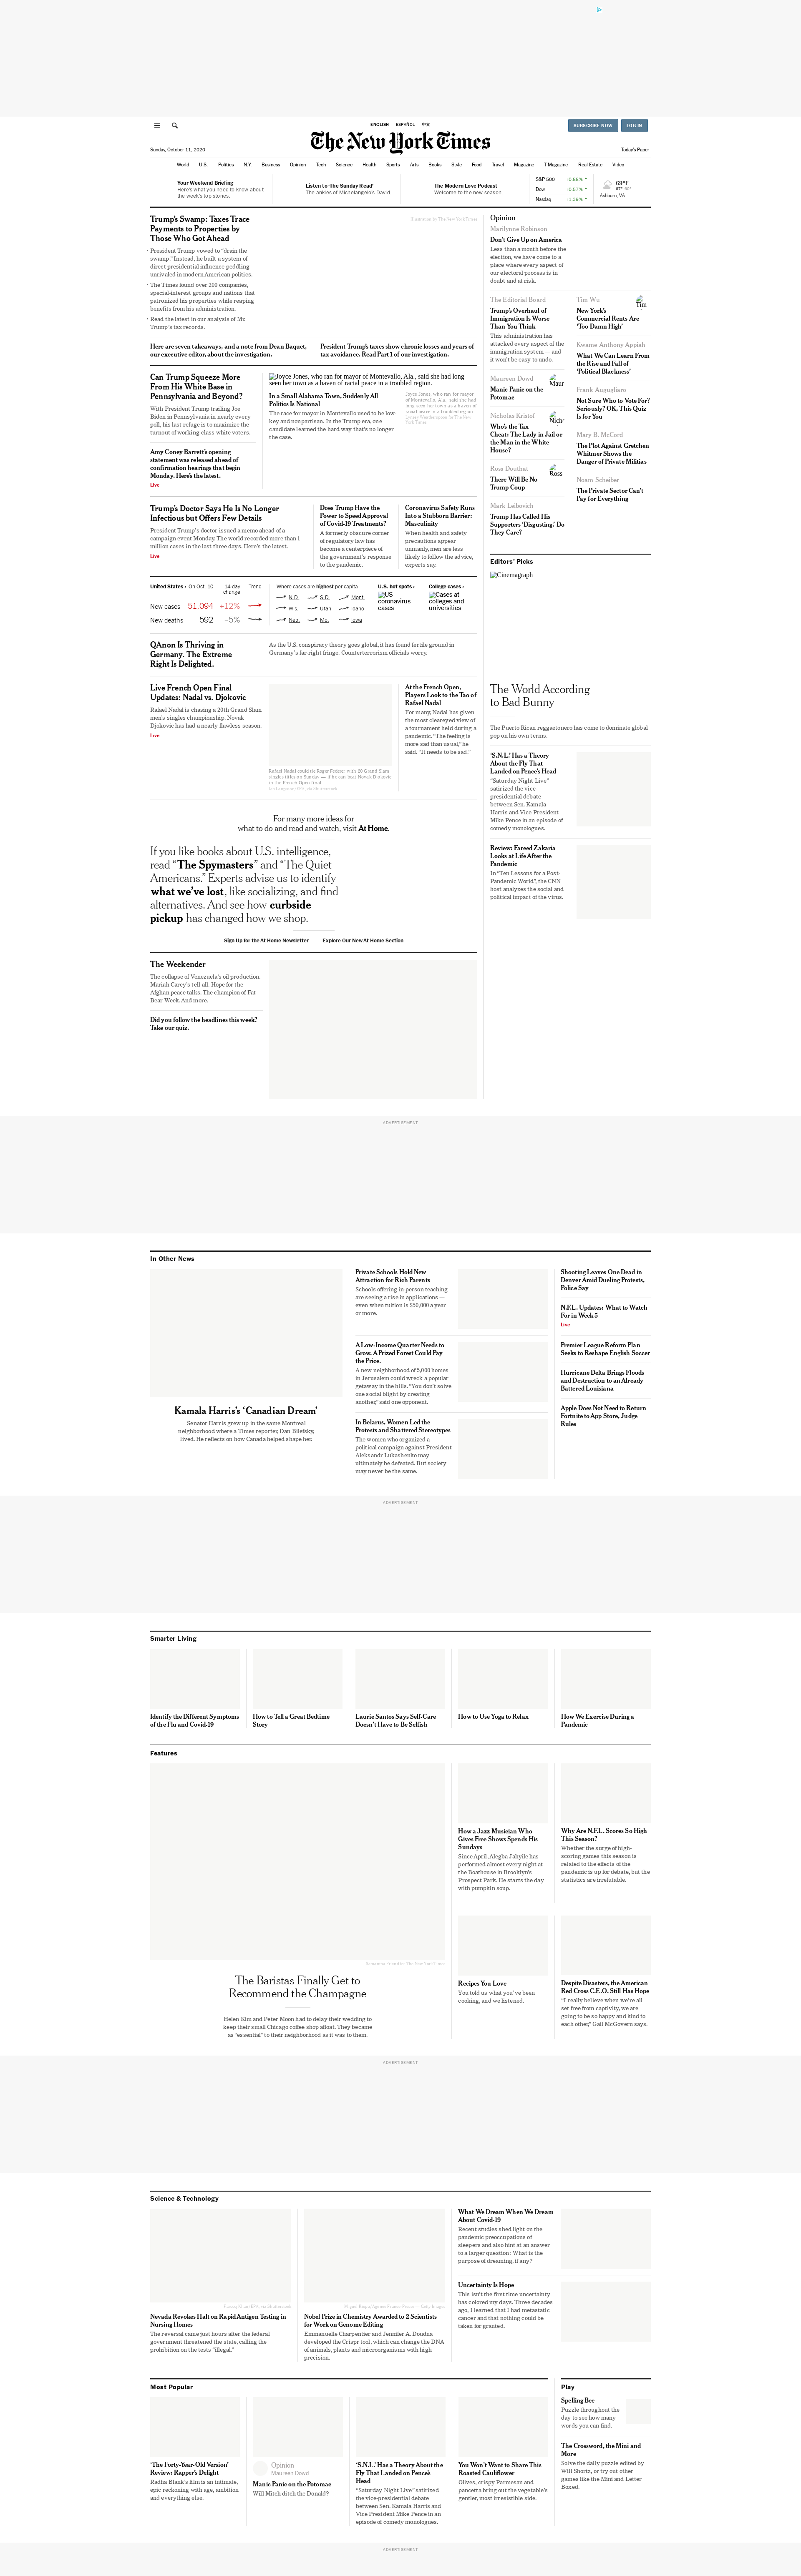 ENGLISH ESPAÑOL 中文
SUBSCRIBE NOW LOG IN
The New York Times
Sunday, October 11, 2020
Today's Paper
World U.S. Politics N.Y. Business Opinion Tech Science Health Sports Arts Books Style Food Travel Magazine T Magazine Real Estate Video
Your Weekend Briefing
Here's what you need to know about
the week's top stories.
Listen to 'The Sunday Read'
The ankles of Michelangelo's David.
The Modern Love Podcast
Welcome to the new season.
S&P 500 +0.88% ↑
Dow +0.57% ↑
Nasdaq +1.39% ↑
69°F
Ashburn, VA
Trump's Swamp: Taxes Trace
Payments to Properties by
Those Who Got Ahead
• President Trump vowed to "drain the
swamp." Instead, he built a system of
direct presidential influence-peddling
unrivaled in modern American politics.
• The Times found over 200 companies,
special-interest groups and nations that
patronized his properties while reaping
benefits from his administration.
• Read the latest in our analysis of Mr.
Trump's tax records.
Illustration by The New York Times
Here are seven takeaways, and a note from Dean Baquet,
our executive editor, about the investigation.
President Trump's taxes show chronic losses and years of
tax avoidance. Read Part 1 of our investigation.
Can Trump Squeeze More
From His White Base in
Pennsylvania and Beyond?
With President Trump trailing Joe
Biden in Pennsylvania in nearly every
poll, his last refuge is to maximize the
turnout of working-class whites.
Amy Coney Barrett's opening
statement was released ahead of
confirmation hearings that begin
Monday. Here's the latest.
Live
Joyce Jones, who ran for mayor of Montevallo, Ala., said she had long
seen her town as a haven of racial peace in a troubled region.
In a Small Alabama Town, Suddenly All
Politics Is National
The race for mayor in Montevallo used to be low-
key and nonpartisan. In the Trump era, one
candidate learned the hard way that's no longer
the case.
Joyce Jones, who ran for mayor
of Montevallo, Ala., said she had
long seen her town as a haven of
racial peace in a troubled region.
Trump's Doctor Says He Is No Longer
Infectious but Offers Few Details
President Trump's doctor issued a memo ahead of a
campaign event Monday. The world recorded more than 1
million cases in the last three days. Here's the latest.
Live
Does Trump Have the
Power to Speed Approval
of Covid-19 Treatments?
A formerly obscure corner
of regulatory law has
become a centerpiece of
the government's response
to the pandemic.
Coronavirus Safety Runs
Into a Stubborn Barrier:
Masculinity
When health and safety
precautions appear
unmanly, men are less
likely to follow the advice,
experts say.
United States › On Oct. 10 14-day
change Trend
New cases 51,094 +12%
New deaths 592 –5%
Where cases are highest per capita
N.D. S.D. Mont.
Wis. Utah Idaho
Neb. Mo. Iowa
U.S. hot spots ›
US
coronavirus
cases
College cases ›
Cases at
colleges and
universities
QAnon Is Thriving in
Germany. The Extreme
Right Is Delighted.
As the U.S. conspiracy theory goes global, it has found fertile ground in
Germany's far-right fringe. Counterterrorism officials worry.
Live French Open Final
Updates: Nadal vs. Djokovic
Rafael Nadal is chasing a 20th Grand Slam
men's singles championship. Novak
Djokovic has had a nearly flawless season.
Live
Rafael Nadal could tie Roger Federer with 20 Grand Slam
singles titles on Sunday — if he can beat Novak Djokovic
in the French Open final.
At the French Open,
Players Look to the Tao of
Rafael Nadal
For many, Nadal has given
the most cleareyed view of
a tournament held during a
pandemic. "The feeling is
more sad than usual," he
said. "It needs to be sad."
For many more ideas for
what to do and read and watch, visit At Home.
If you like books about U.S. intelligence,
read "The Spymasters" and "The Quiet
Americans." Experts advise us to identify
what we've lost, like socializing, and find
alternatives. And see how curbside
pickup has changed how we shop.
Sign Up for the At Home Newsletter Explore Our New At Home Section
The Weekender
The collapse of Venezuela's oil production.
Mariah Carey's tell-all. Hope for the
Afghan peace talks. The champion of Fat
Bear Week. And more.
Did you follow the headlines this week?
Take our quiz.
Opinion
Marilynne Robinson
Don't Give Up on America
Less than a month before the
election, we have come to a
place where every aspect of
our electoral process is in
doubt and at risk.
The Editorial Board
Trump's Overhaul of
Immigration Is Worse
Than You Think
This administration has
attacked every aspect of the
immigration system — and
it won't be easy to undo.
Maureen Dowd
Maur
Manic Panic on the
Potomac
Nicholas Kristof
Nich
Who's the Tax
Cheat: The Lady in Jail or
the Man in the White
House?
Ross Douthat
Ross
There Will Be No
Trump Coup
Mark Leibovich
Trump Has Called His
Supporters 'Disgusting.' Do
They Care?
Tim Wu
Tim
New York's
Commercial Rents Are
'Too Damn High'
Kwame Anthony Appiah
What We Can Learn From
the Rise and Fall of
'Political Blackness'
Frank Augugliaro
Not Sure Who to Vote For?
Seriously? OK, This Quiz
Is for You
Mary B. McCord
The Plot Against Gretchen
Whitmer Shows the
Danger of Private Militias
Noam Scheiber
The Private Sector Can't
Pay for Everything
Editors' Picks
Cinemagraph
The World According
to Bad Bunny
The Puerto Rican reggaetonero has come to dominate global
pop on his own terms.
'S.N.L.' Has a Theory
About the Fly That
Landed on Pence's Head
"Saturday Night Live"
satirized the vice-
presidential debate
between Sen. Kamala
Harris and Vice President
Mike Pence in an episode of
comedy monologues.
Review: Fareed Zakaria
Looks at Life After the
Pandemic
In "Ten Lessons for a Post-
Pandemic World", the CNN
host analyzes the social and
political impact of the virus.
ADVERTISEMENT
In Other News
Kamala Harris's 'Canadian Dream'
Senator Harris grew up in the same Montreal
neighborhood where a Times reporter, Dan Bilefsky,
lived. He reflects on how Canada helped shape her.
Private Schools Hold New
Attraction for Rich Parents
Schools offering in-person teaching
are seeing a rise in applications —
even when tuition is $50,000 a year
or more.
A Low-Income Quarter Needs to
Grow. A Prized Forest Could Pay
the Price.
A new neighborhood of 5,000 homes
in Jerusalem could wreck a popular
getaway in the hills. "You don't solve
one social blight by creating
another," said one opponent.
In Belarus, Women Led the
Protests and Shattered Stereotypes
The women who organized a
political campaign against President
Aleksandr Lukashenko may
ultimately be defeated. But society
may never be the same.
Shooting Leaves One Dead in
Denver Amid Dueling Protests,
Police Say
N.F.L. Updates: What to Watch
For in Week 5
Live
Premier League Reform Plan
Seeks to Reshape English Soccer
Hurricane Delta Brings Floods
and Destruction to an Already
Battered Louisiana
Apple Does Not Need to Return
Fortnite to App Store, Judge
Rules
ADVERTISEMENT
Smarter Living
Identify the Different Symptoms
of the Flu and Covid-19
How to Tell a Great Bedtime
Story
Laurie Santos Says Self-Care
Doesn't Have to Be Selfish
How to Use Yoga to Relax
How We Exercise During a
Pandemic
Features
The Baristas Finally Get to
Recommend the Champagne
Helen Kim and Peter Moon had to delay their wedding to
keep their small Chicago coffee shop afloat. They became
as "essential" to their neighborhood as it was to them.
How a Jazz Musician Who
Gives Free Shows Spends His
Sundays
Since April, Alegba Jahyile has
performed almost every night at
the Boathouse in Brooklyn's
Prospect Park. He starts the day
with pumpkin soup.
Why Are N.F.L. Scores So High
This Season?
Whether the surge of high-
scoring games this season is
related to the effects of the
pandemic is up for debate, but the
statistics are irrefutable.
Recipes You Love
You told us what you've been
cooking, and we listened.
Despite Disasters, the American
Red Cross C.E.O. Still Has Hope
"I really believe when we're all
set free from captivity, we are
going to be so happy and kind to
each other," Gail McGovern says.
ADVERTISEMENT
Science & Technology
Nevada Revokes Halt on Rapid Antigen Testing in
Nursing Homes
The reversal came just hours after the federal
government threatened the state, calling the
prohibition on the tests "illegal."
Nobel Prize in Chemistry Awarded to 2 Scientists
for Work on Genome Editing
Emmanuelle Charpentier and Jennifer A. Doudna
developed the Crispr tool, which can change the DNA
of animals, plants and microorganisms with high
precision.
What We Dream When We Dream
About Covid-19
Recent studies shed light on the
pandemic preoccupations of
sleepers and also hint at an answer
to a larger question: What is the
purpose of dreaming, if any?
Uncertainty Is Hope
This isn't the first time uncertainty
has colored my days. Three decades
ago, I learned that I had metastatic
cancer and that nothing could be
taken for granted.
Most Popular
'The Forty-Year-Old Version'
Review: Rapper's Delight
Radha Blank's film is an intimate,
epic reckoning with age, ambition
and everything else.
Opinion
Maureen Dowd
Manic Panic on the Potomac
Will Mitch ditch the Donald?
'S.N.L.' Has a Theory About the
Fly That Landed on Pence's
Head
"Saturday Night Live" satirized
the vice-presidential debate
between Sen. Kamala Harris and
Vice President Mike Pence in an
episode of comedy monologues.
You Won't Want to Share This
Roasted Cauliflower
Olives, crispy Parmesan and
pancetta bring out the vegetable's
gentler, most irresistible side.
Play
Spelling Bee
Puzzle throughout the
day to see how many
words you can find.
The Crossword, the Mini and
More
Solve the daily puzzle edited by
Will Shortz, or try out other
games like the Mini and Letter
Boxed.
ADVERTISEMENT